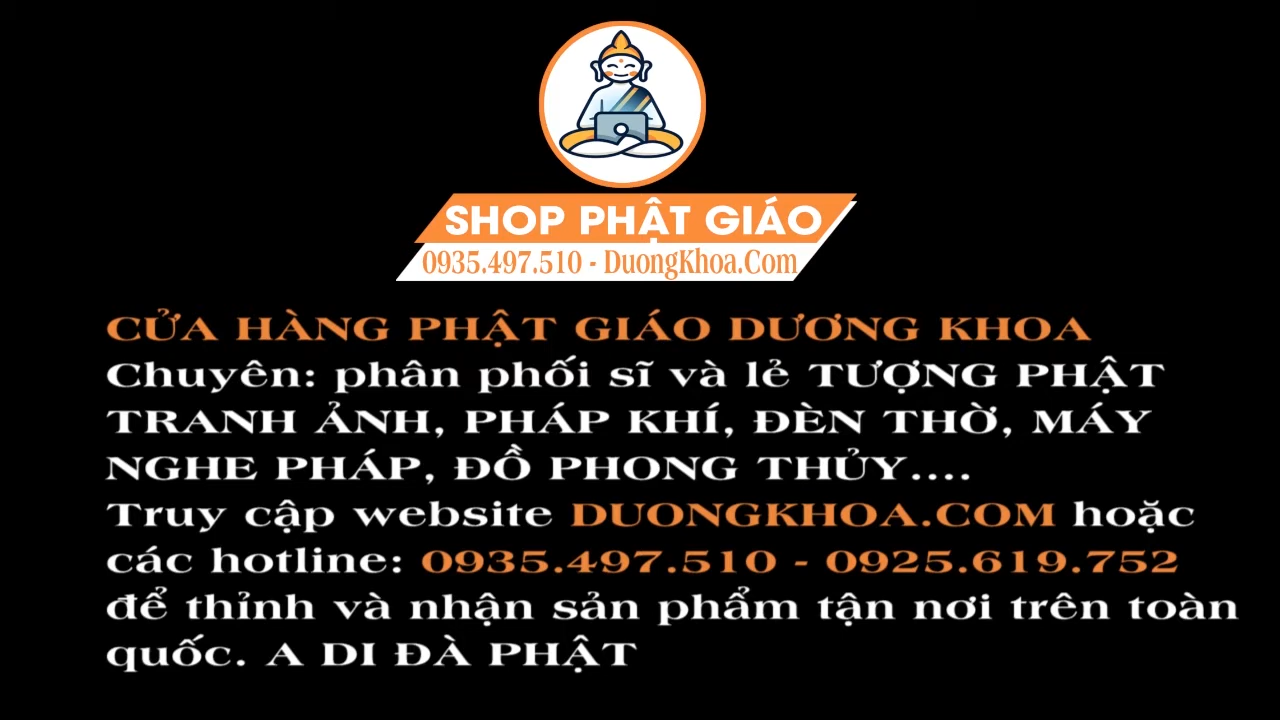 SHOP PHẬT GIÁO
0935.497.510 - DuongKhoa.Com
CỬA HÀNG PHẬT GIÁO DƯƠNG KHOA
Chuyên: phân phối sĩ và lẻ TƯỢNG PHẬT
TRANH ẢNH, PHÁP KHÍ, ĐÈN THỜ, MÁY
NGHE PHÁP, ĐỒ PHONG THỦY....
Truy cập website DUONGKHOA.COM hoặc
các hotline: 0935.497.510 - 0925.619.752
để thỉnh và nhận sản phẩm tận nơi trên toàn
quốc. A DI ĐÀ PHẬT